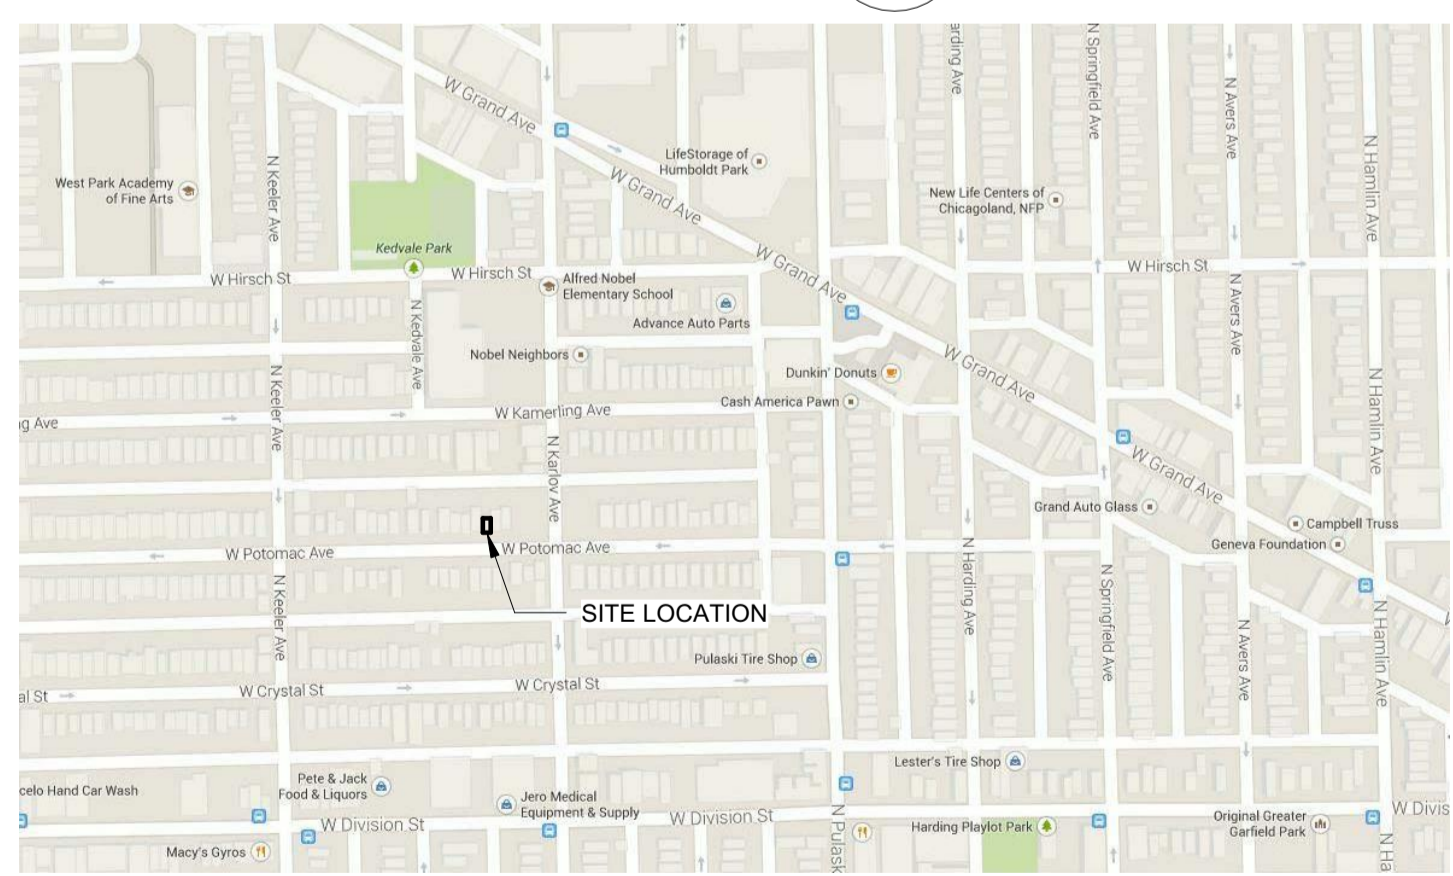 N Springfield Ave
rding Ave
W Grand Ave
N Avers Ave
N Hamlin Ave
LifeStorage of
Humboldt Park
N Keeler Ave
West Park Academy
of Fine Arts
W Grand Ave
New Life Centers of
Chicagoland, NFP
Kedvale Park
W Grand Ave
W Hirsch St
W Hirsch St
W Hirsch St
Alfred Nobel
Elementary School
N Avers Ave
N Kedvale Ave
Advance Auto Parts
Nobel Neighbors
W Grand Ave
Dunkin' Donuts
N Keeler Ave
N Hamlin Ave
Cash America Pawn
W Kamerling Ave
g Ave
N Karlov Ave
W Grand Ave
Grand Auto Glass
Campbell Truss
Geneva Foundation
W Potomac Ave
W Potomac Ave
N Harding Ave
N Springfield Ave
N Keeler Ave
SITE LOCATION
N Avers Ave
N Hamlin Ave
Pulaski Tire Shop
al St
W Crystal St
W Crystal St
Lester's Tire Shop
Pete & Jack
Food & Liquors
celo Hand Car Wash
Jero Medical
Equipment & Supply
W Division St
W Division St
W Divis
N Pulask
Harding Playlot Park
Original Greater
Garfield Park
N Ha
Macy's Gyros